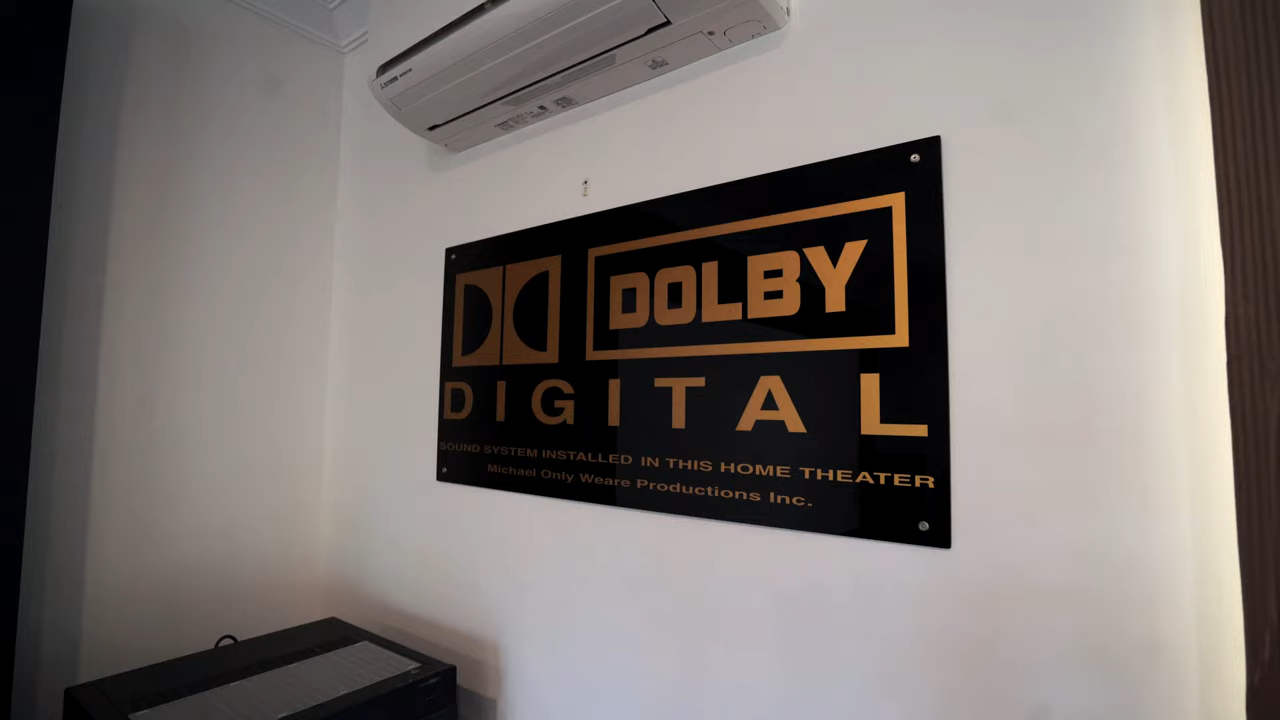 DOLBY
DIGITAL
SOUND SYSTEM INSTALLED IN THIS HOME THEATER
Michael Only Weare Productions Inc.